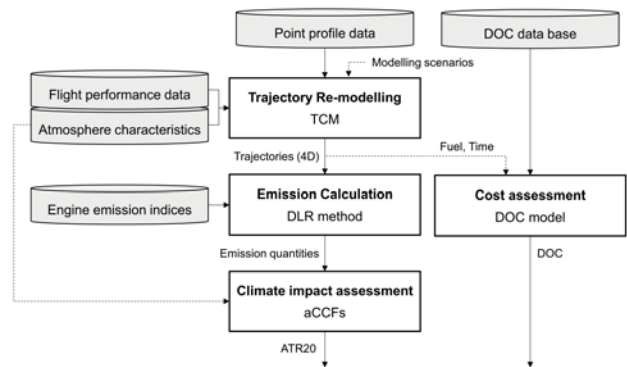 Point profile data
DOC data base
Modelling scenarios
Flight performance data
Trajectory Re-modelling
TCM
Atmosphere characteristics
Fuel, Time
Trajectories (4D)
Emission Calculation
DLR method
Cost assessment
DOC model
Engine emission indices
Emission quantities
DOC
Climate impact assessment
aCCFs
ATR20